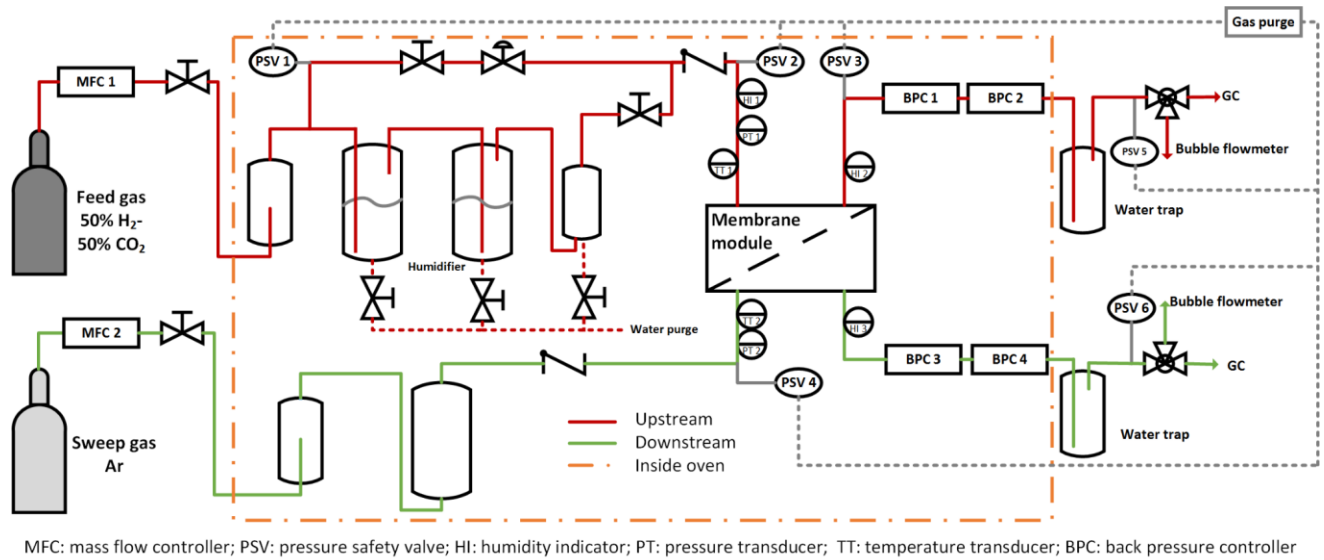 Gas purge
PSV 1
PSV 2
PSV 3
MFC 1
HI 1
BPC 1
BPC 2
GC
PT 1
PSV 5
Bubble flowmeter
TT 1
HI 2
Feed gas
50% H₂-
50% CO₂
Water trap
Membrane
module
Humidifier
Bubble flowmeter
PSV 6
MFC 2
Water purge
TT 2
HI 3
PT 2
BPC 3
BPC 4
GC
PSV 4
Upstream
Sweep gas
Ar
Downstream
Water trap
Inside oven
MFC: mass flow controller; PSV: pressure safety valve; HI: humidity indicator; PT: pressure transducer; TT: temperature transducer; BPC: back pressure controller